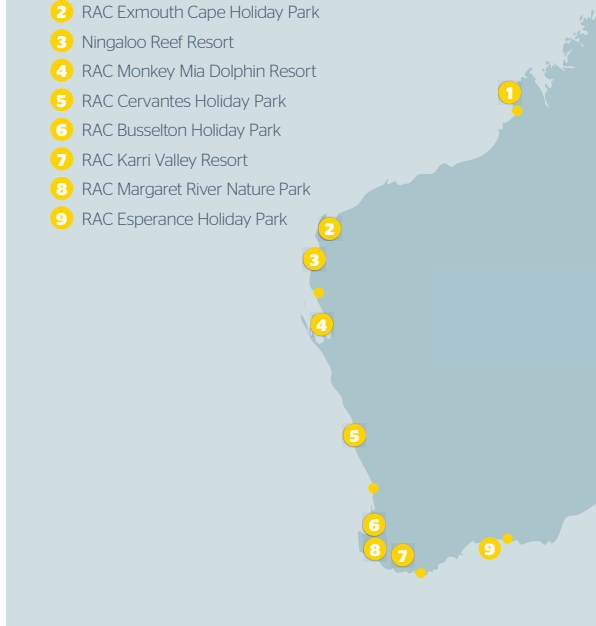 2 RAC Exmouth Cape Holiday Park
3 Ningaloo Reef Resort
4 RAC Monkey Mia Dolphin Resort
5 RAC Cervantes Holiday Park
6 RAC Busselton Holiday Park
7 RAC Karri Valley Resort
8 RAC Margaret River Nature Park
9 RAC Esperance Holiday Park
1
2
3
4
5
6
8 7 9